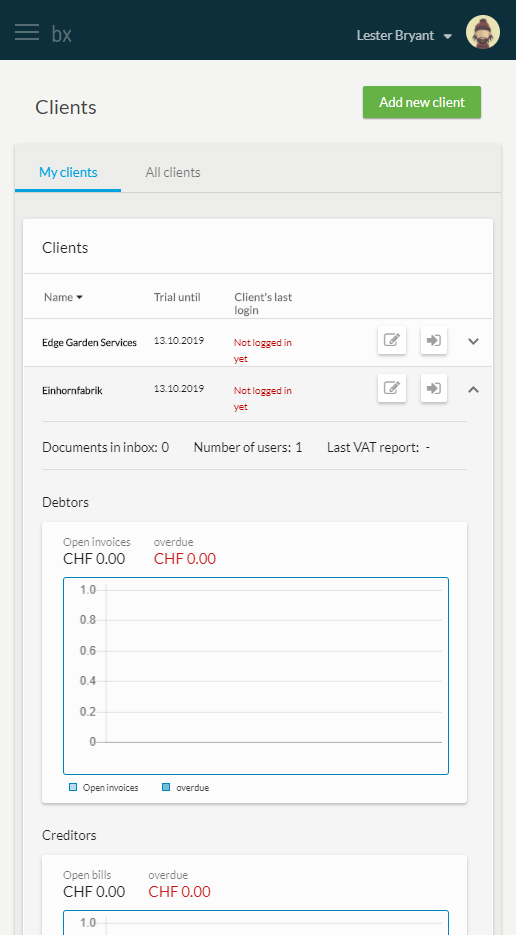 bx
Lester Bryant
Clients
Add new client
My clients
All clients
Clients
Name
Trial until
Client's last
login
Edge Garden Services
13.10.2019
Not logged in
yet
Einhornfabrik
13.10.2019
Not logged in
yet
Documents in inbox: 0
Number of users: 1
Last VAT report: -
Debtors
Open invoices
overdue
CHF 0.00
CHF 0.00
1.0
0.8
0.6
0.4
0.2
0
Open invoices
overdue
Creditors
Open bills
overdue
CHF 0.00
CHF 0.00
1.0